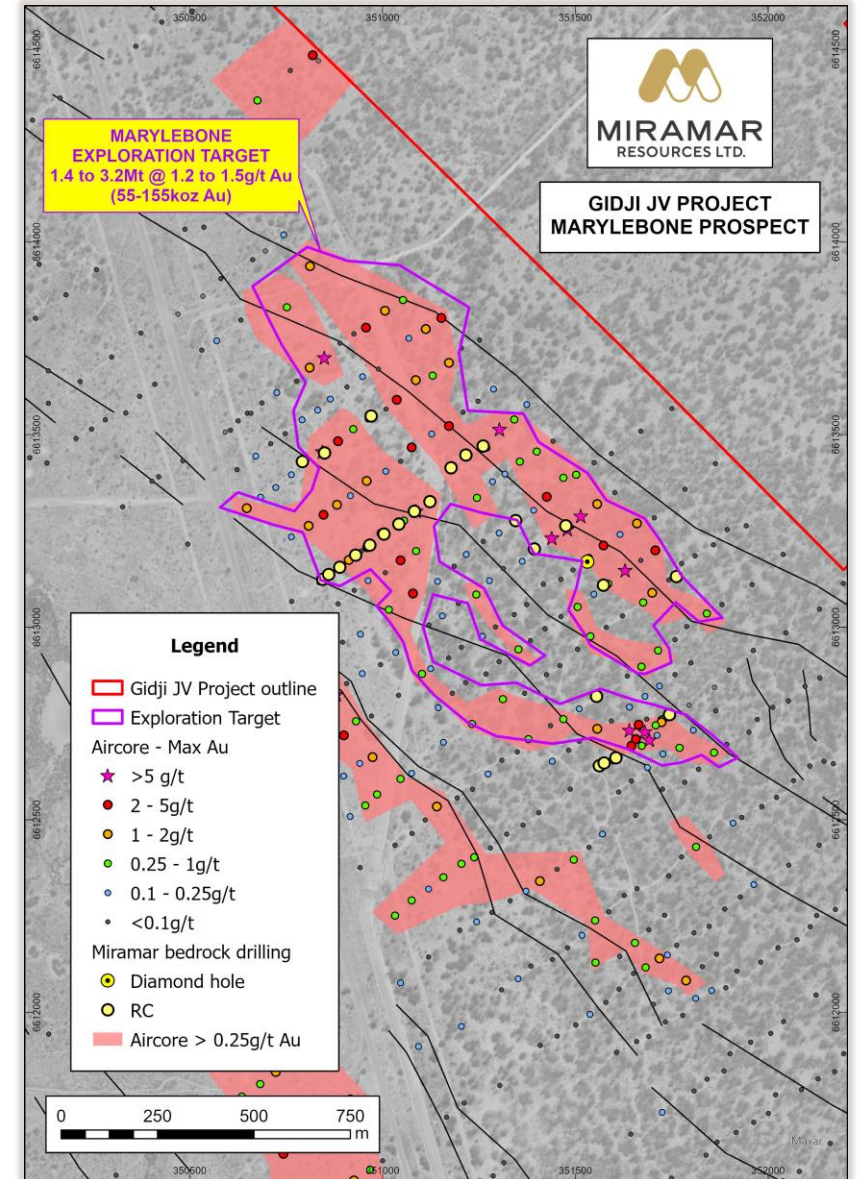 350500 351000 351500 352000
6614500
6614000
6613500
6613000
6612500
6612000
MIRAMAR
RESOURCES LTD.
GIDJI JV PROJECT
MARYLEBONE PROSPECT
MARYLEBONE
EXPLORATION TARGET
1.4 to 3.2Mt @ 1.2 to 1.5g/t Au
(55-155koz Au)
6614500
6614000
6613500
6613000
6612500
6612000
Legend
Gidji JV Project outline
Exploration Target
Aircore - Max Au
>5 g/t
2 - 5g/t
1 - 2g/t
0.25 - 1g/t
0.1 - 0.25g/t
<0.1g/t
Miramar bedrock drilling
Diamond hole
RC
Aircore > 0.25g/t Au
0 250 500 750
m
Maxar
350500 351000 351500 352000